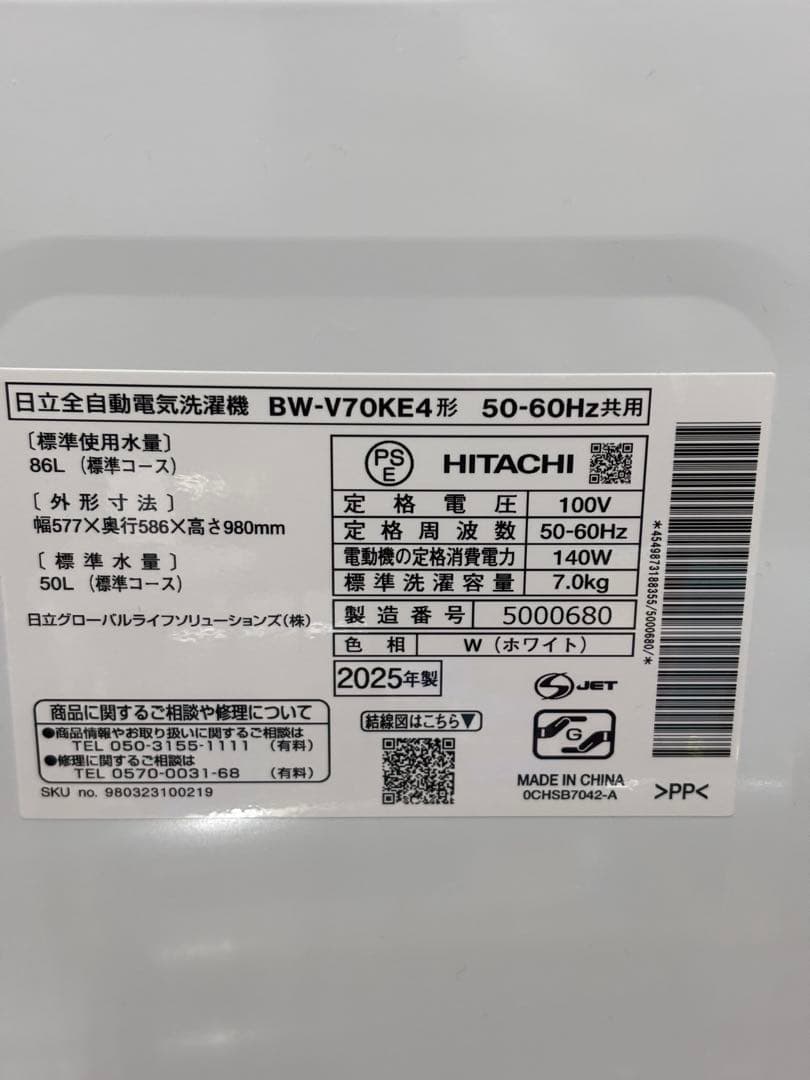 日立全自動電気洗濯機 BW-V70KE4形 50-60Hz共用
〔標準使用水量〕
86L (標準コース)
〔外形寸法〕
幅577×奥行586×高さ980mm
〔標準水量〕
50L (標準コース)
日立グローバルライフソリューションズ(株)
PS
E
HITACHI
定格電圧 100V
定格周波数 50-60Hz
電動機の定格消費電力 140W
標準洗濯容量 7.0kg
製造番号 5000680
色相 W (ホワイト)
2025年製
S JET
商品に関するご相談や修理について
●商品情報やお取り扱いに関するご相談は
TEL 050-3155-1111 (有料)
●修理に関するご相談は
TEL 0570-0031-68 (有料)
SKU no. 980323100219
結線図はこちら▼
G
MADE IN CHINA
0CHSB7042-A
>PP<
*4549873188355/5000680/*